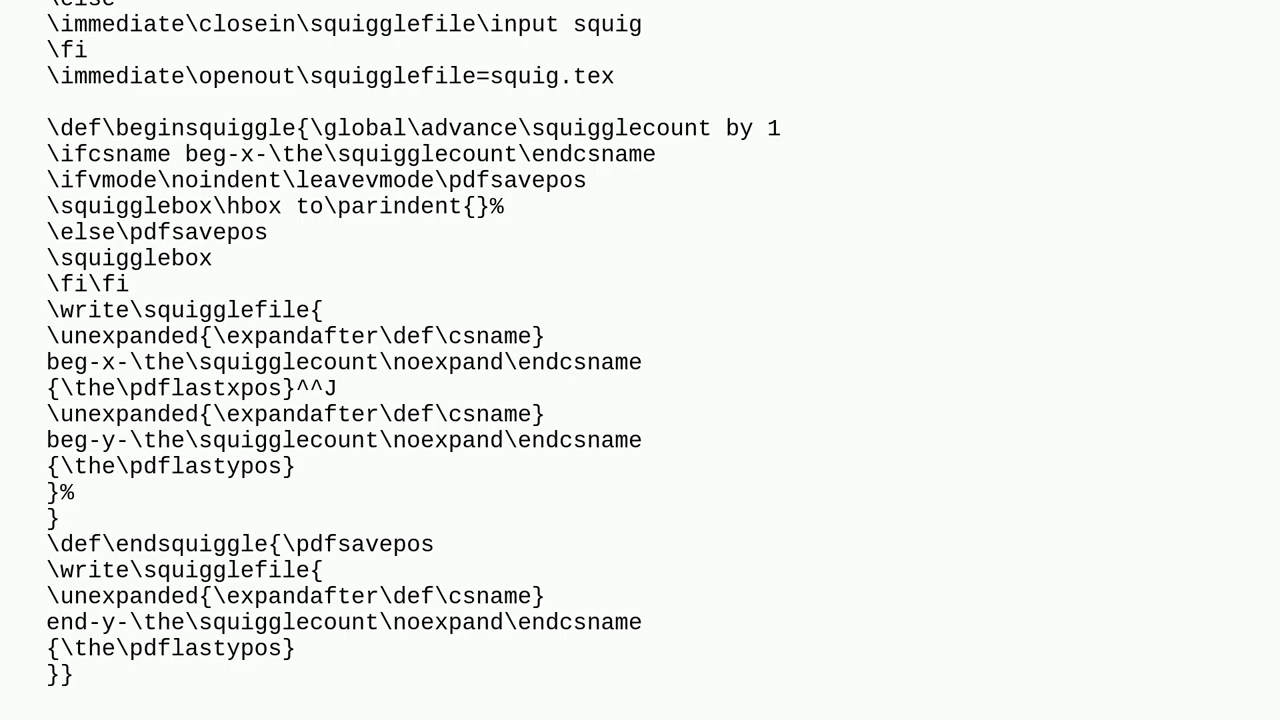 \else
\immediate\closein\squigglefile\input squig
\fi
\immediate\openout\squigglefile=squig.tex
\def\beginsquiggle{\global\advance\squigglecount by 1
\ifcsname beg-x-\the\squigglecount\endcsname
\ifvmode\noindent\leavevmode\pdfsavepos
\squigglebox\hbox to\parindent{}%
\else\pdfsavepos
\squigglebox
\fi\fi
\write\squigglefile{
\unexpanded{\expandafter\def\csname}
beg-x-\the\squigglecount\noexpand\endcsname
{\the\pdflastxpos}^^J
\unexpanded{\expandafter\def\csname}
beg-y-\the\squigglecount\noexpand\endcsname
{\the\pdflastypos}
}%
}
\def\endsquiggle{\pdfsavepos
\write\squigglefile{
\unexpanded{\expandafter\def\csname}
end-y-\the\squigglecount\noexpand\endcsname
{\the\pdflastypos}
}}